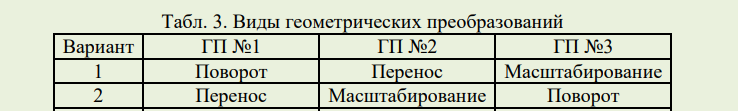 Табл. 3. Виды геометрических преобразований
Вариант ГП №1 ГП №2 ГП №3
1 Поворот Перенос Масштабирование
2 Перенос Масштабирование Поворот